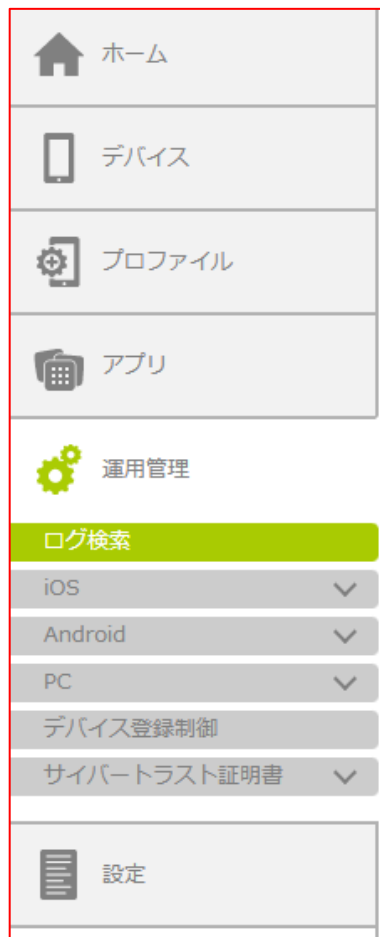 ホーム
デバイス
プロファイル
アプリ
運用管理
ログ検索
iOS
Android
PC
デバイス登録制御
サイバートラスト証明書
設定